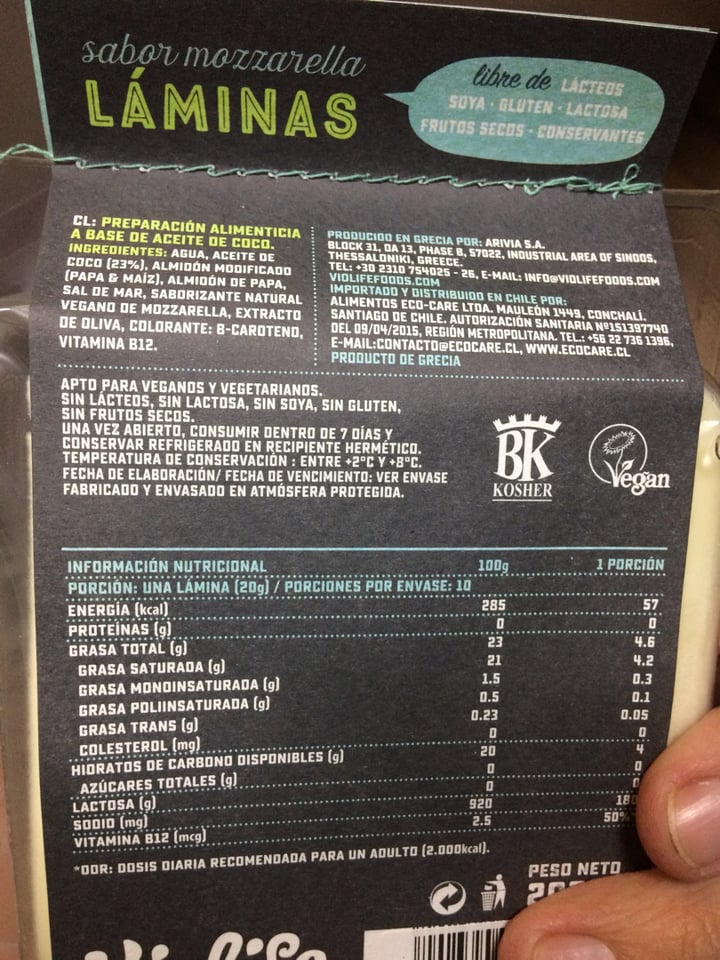 sabor mozzarella
LÁMINAS
libre de LÁCTEOS
SOYA · GLUTEN · LACTOSA
FRUTOS SECOS · CONSERVANTES
CL: PREPARACIÓN ALIMENTICIA
A BASE DE ACEITE DE COCO.
INGREDIENTES: AGUA, ACEITE DE
COCO (23%), ALMIDÓN MODIFICADO
(PAPA & MAÍZ), ALMIDÓN DE PAPA,
SAL DE MAR, SABORIZANTE NATURAL
VEGANO DE MOZZARELLA, EXTRACTO
DE OLIVA, COLORANTE: B-CAROTENO,
VITAMINA B12.
PRODUCIDO EN GRECIA POR: ARIVIA S.A.
BLOCK 31, DA 13, PHASE B, 57022, INDUSTRIAL AREA OF SINDOS,
THESSALONIKI, GREECE.
TEL: +30 2310 754025 - 26, E-MAIL: INFO@VIOLIFEFOODS.COM
VIOLIFEFOODS.COM
IMPORTADO Y DISTRIBUIDO EN CHILE POR:
ALIMENTOS ECO-CARE LTDA. MAULEÓN 1449, CONCHALÍ.
SANTIAGO DE CHILE. AUTORIZACIÓN SANITARIA Nº151397740
DEL 09/04/2015, REGIÓN METROPOLITANA. TEL.: +56 22 736 1396,
E-MAIL:CONTACTO@ECOCARE.CL, WWW.ECOCARE.CL
PRODUCTO DE GRECIA
APTO PARA VEGANOS Y VEGETARIANOS.
SIN LÁCTEOS, SIN LACTOSA, SIN SOYA, SIN GLUTEN,
SIN FRUTOS SECOS.
UNA VEZ ABIERTO, CONSUMIR DENTRO DE 7 DÍAS Y
CONSERVAR REFRIGERADO EN RECIPIENTE HERMÉTICO.
TEMPERATURA DE CONSERVACIÓN : ENTRE +2ºC Y +8ºC.
FECHA DE ELABORACIÓN/ FECHA DE VENCIMIENTO: VER ENVASE
FABRICADO Y ENVASADO EN ATMÓSFERA PROTEGIDA.
BK
KOSHER
Vegan
INFORMACIÓN NUTRICIONAL 100g 1 PORCIÓN
PORCIÓN: UNA LÁMINA (20g) / PORCIONES POR ENVASE: 10
ENERGÍA (kcal) 285 57
PROTEÍNAS (g) 0 0
GRASA TOTAL (g) 23 4.6
GRASA SATURADA (g) 21 4.2
GRASA MONOINSATURADA (g) 1.5 0.3
GRASA POLIINSATURADA (g) 0.5 0.1
GRASA TRANS (g) 0.23 0.05
COLESTEROL (mg) 0 0
HIDRATOS DE CARBONO DISPONIBLES (g) 20 4
AZÚCARES TOTALES (g) 0 0
LACTOSA (g) 0 0
SODIO (mg) 920
VITAMINA B12 (mcg) 2.5 50%
*DDR: DOSIS DIARIA RECOMENDADA PARA UN ADULTO (2.000kcal).
PESO NETO